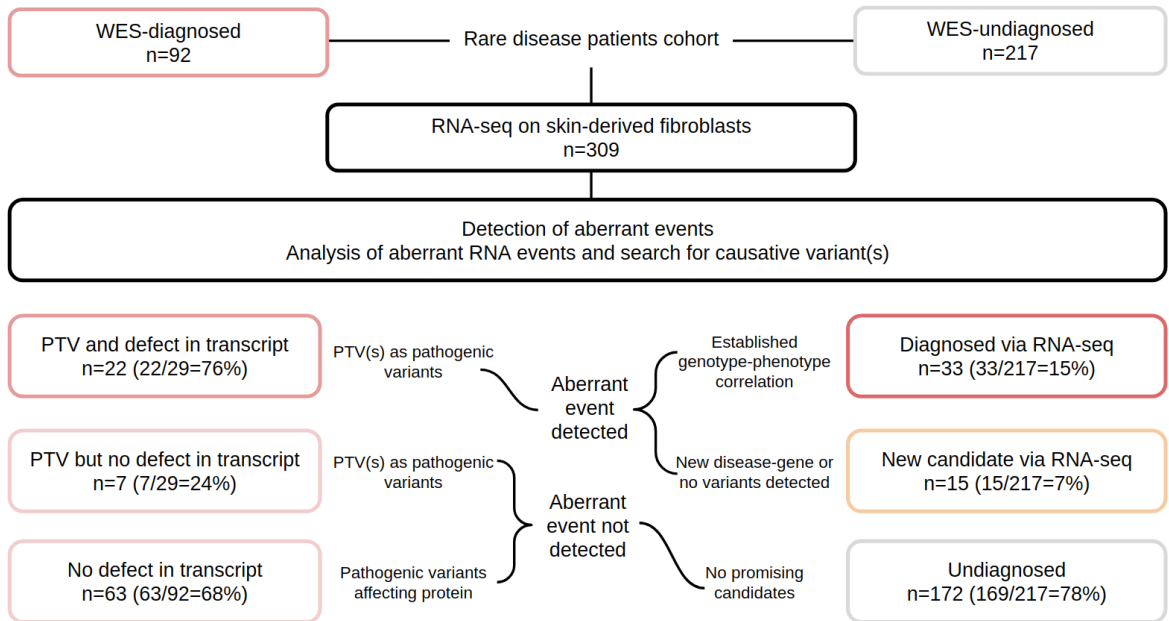 WES-diagnosed
n=92
Rare disease patients cohort
WES-undiagnosed
n=217
RNA-seq on skin-derived fibroblasts
n=309
Detection of aberrant events
Analysis of aberrant RNA events and search for causative variant(s)
PTV and defect in transcript
n=22 (22/29=76%)
PTV(s) as pathogenic
variants
Aberrant
event
detected
Established
genotype-phenotype
correlation
Diagnosed via RNA-seq
n=33 (33/217=15%)
PTV but no defect in transcript
n=7 (7/29=24%)
PTV(s) as pathogenic
variants
New disease-gene or
no variants detected
New candidate via RNA-seq
n=15 (15/217=7%)
Aberrant
event not
detected
No defect in transcript
n=63 (63/92=68%)
Pathogenic variants
affecting protein
No promising
candidates
Undiagnosed
n=172 (169/217=78%)